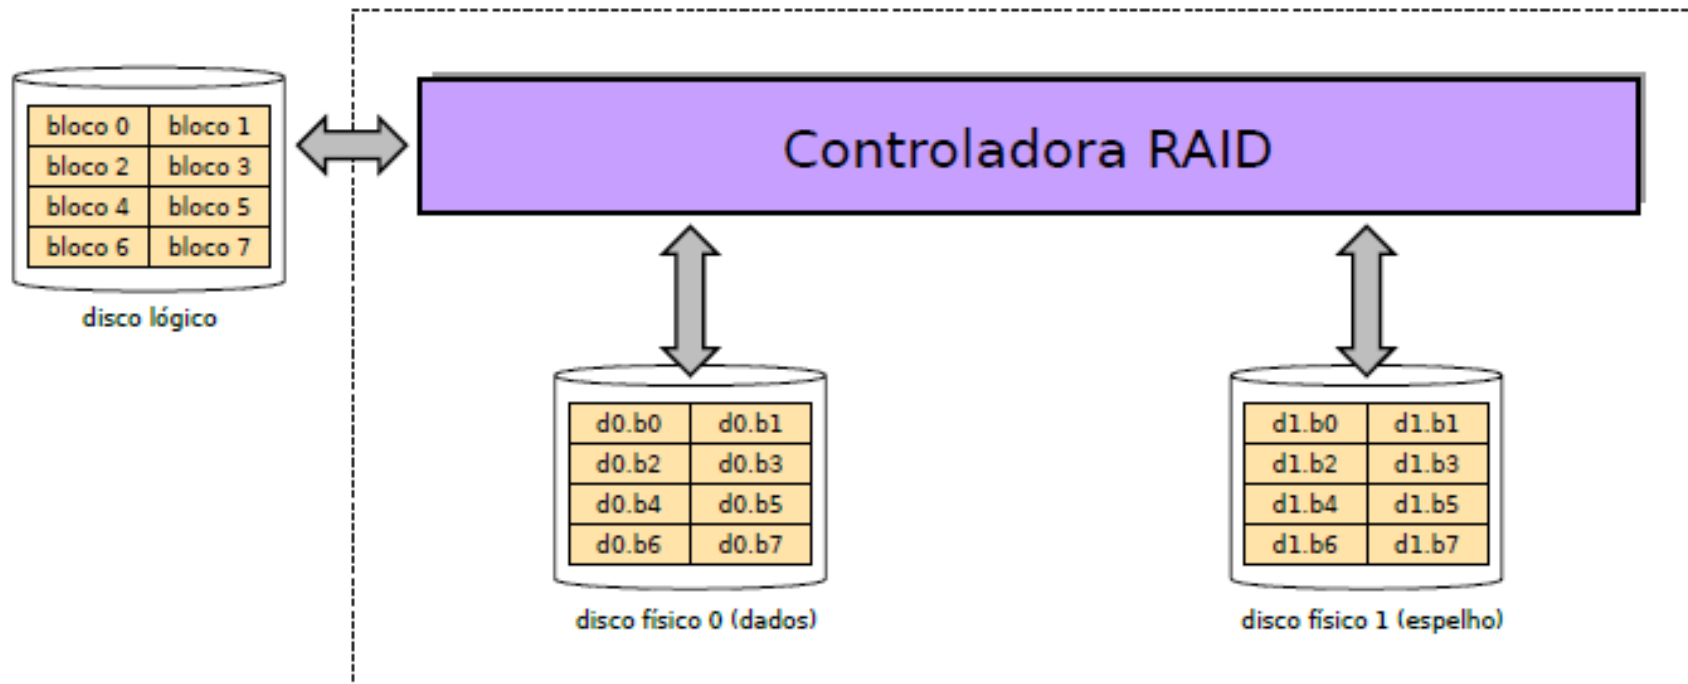 Controladora RAID
bloco 0 bloco 1
bloco 2 bloco 3
bloco 4 bloco 5
bloco 6 bloco 7
disco lógico
d0.b0 d0.b1
d0.b2 d0.b3
d0.b4 d0.b5
d0.b6 d0.b7
disco físico 0 (dados)
d1.b0 d1.b1
d1.b2 d1.b3
d1.b4 d1.b5
d1.b6 d1.b7
disco físico 1 (espelho)